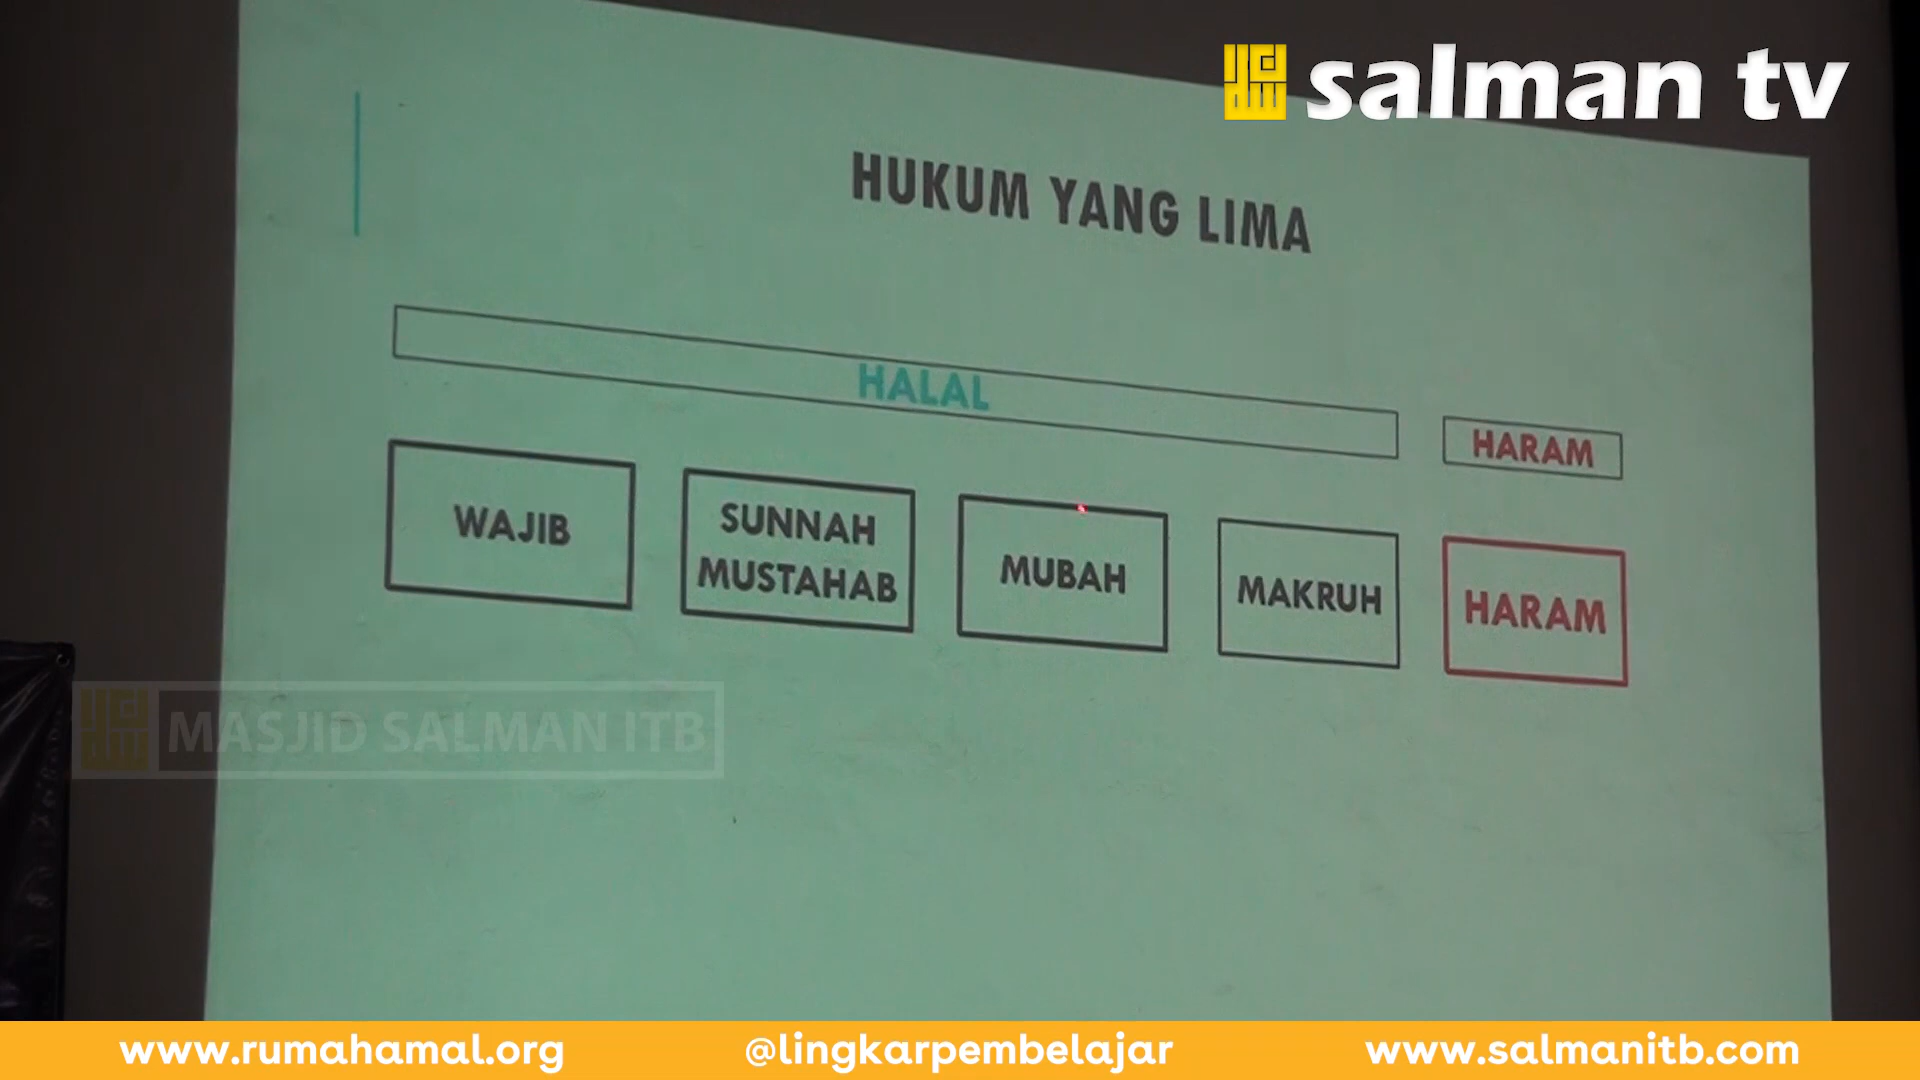 salman tv
HUKUM YANG LIMA
HALAL
HARAM
WAJIB
SUNNAH
MUSTAHAB
MUBAH
MAKRUH
HARAM
MASJID SALMAN ITB
www.rumahamal.org
@lingkarpembelajar
www.salmanitb.com